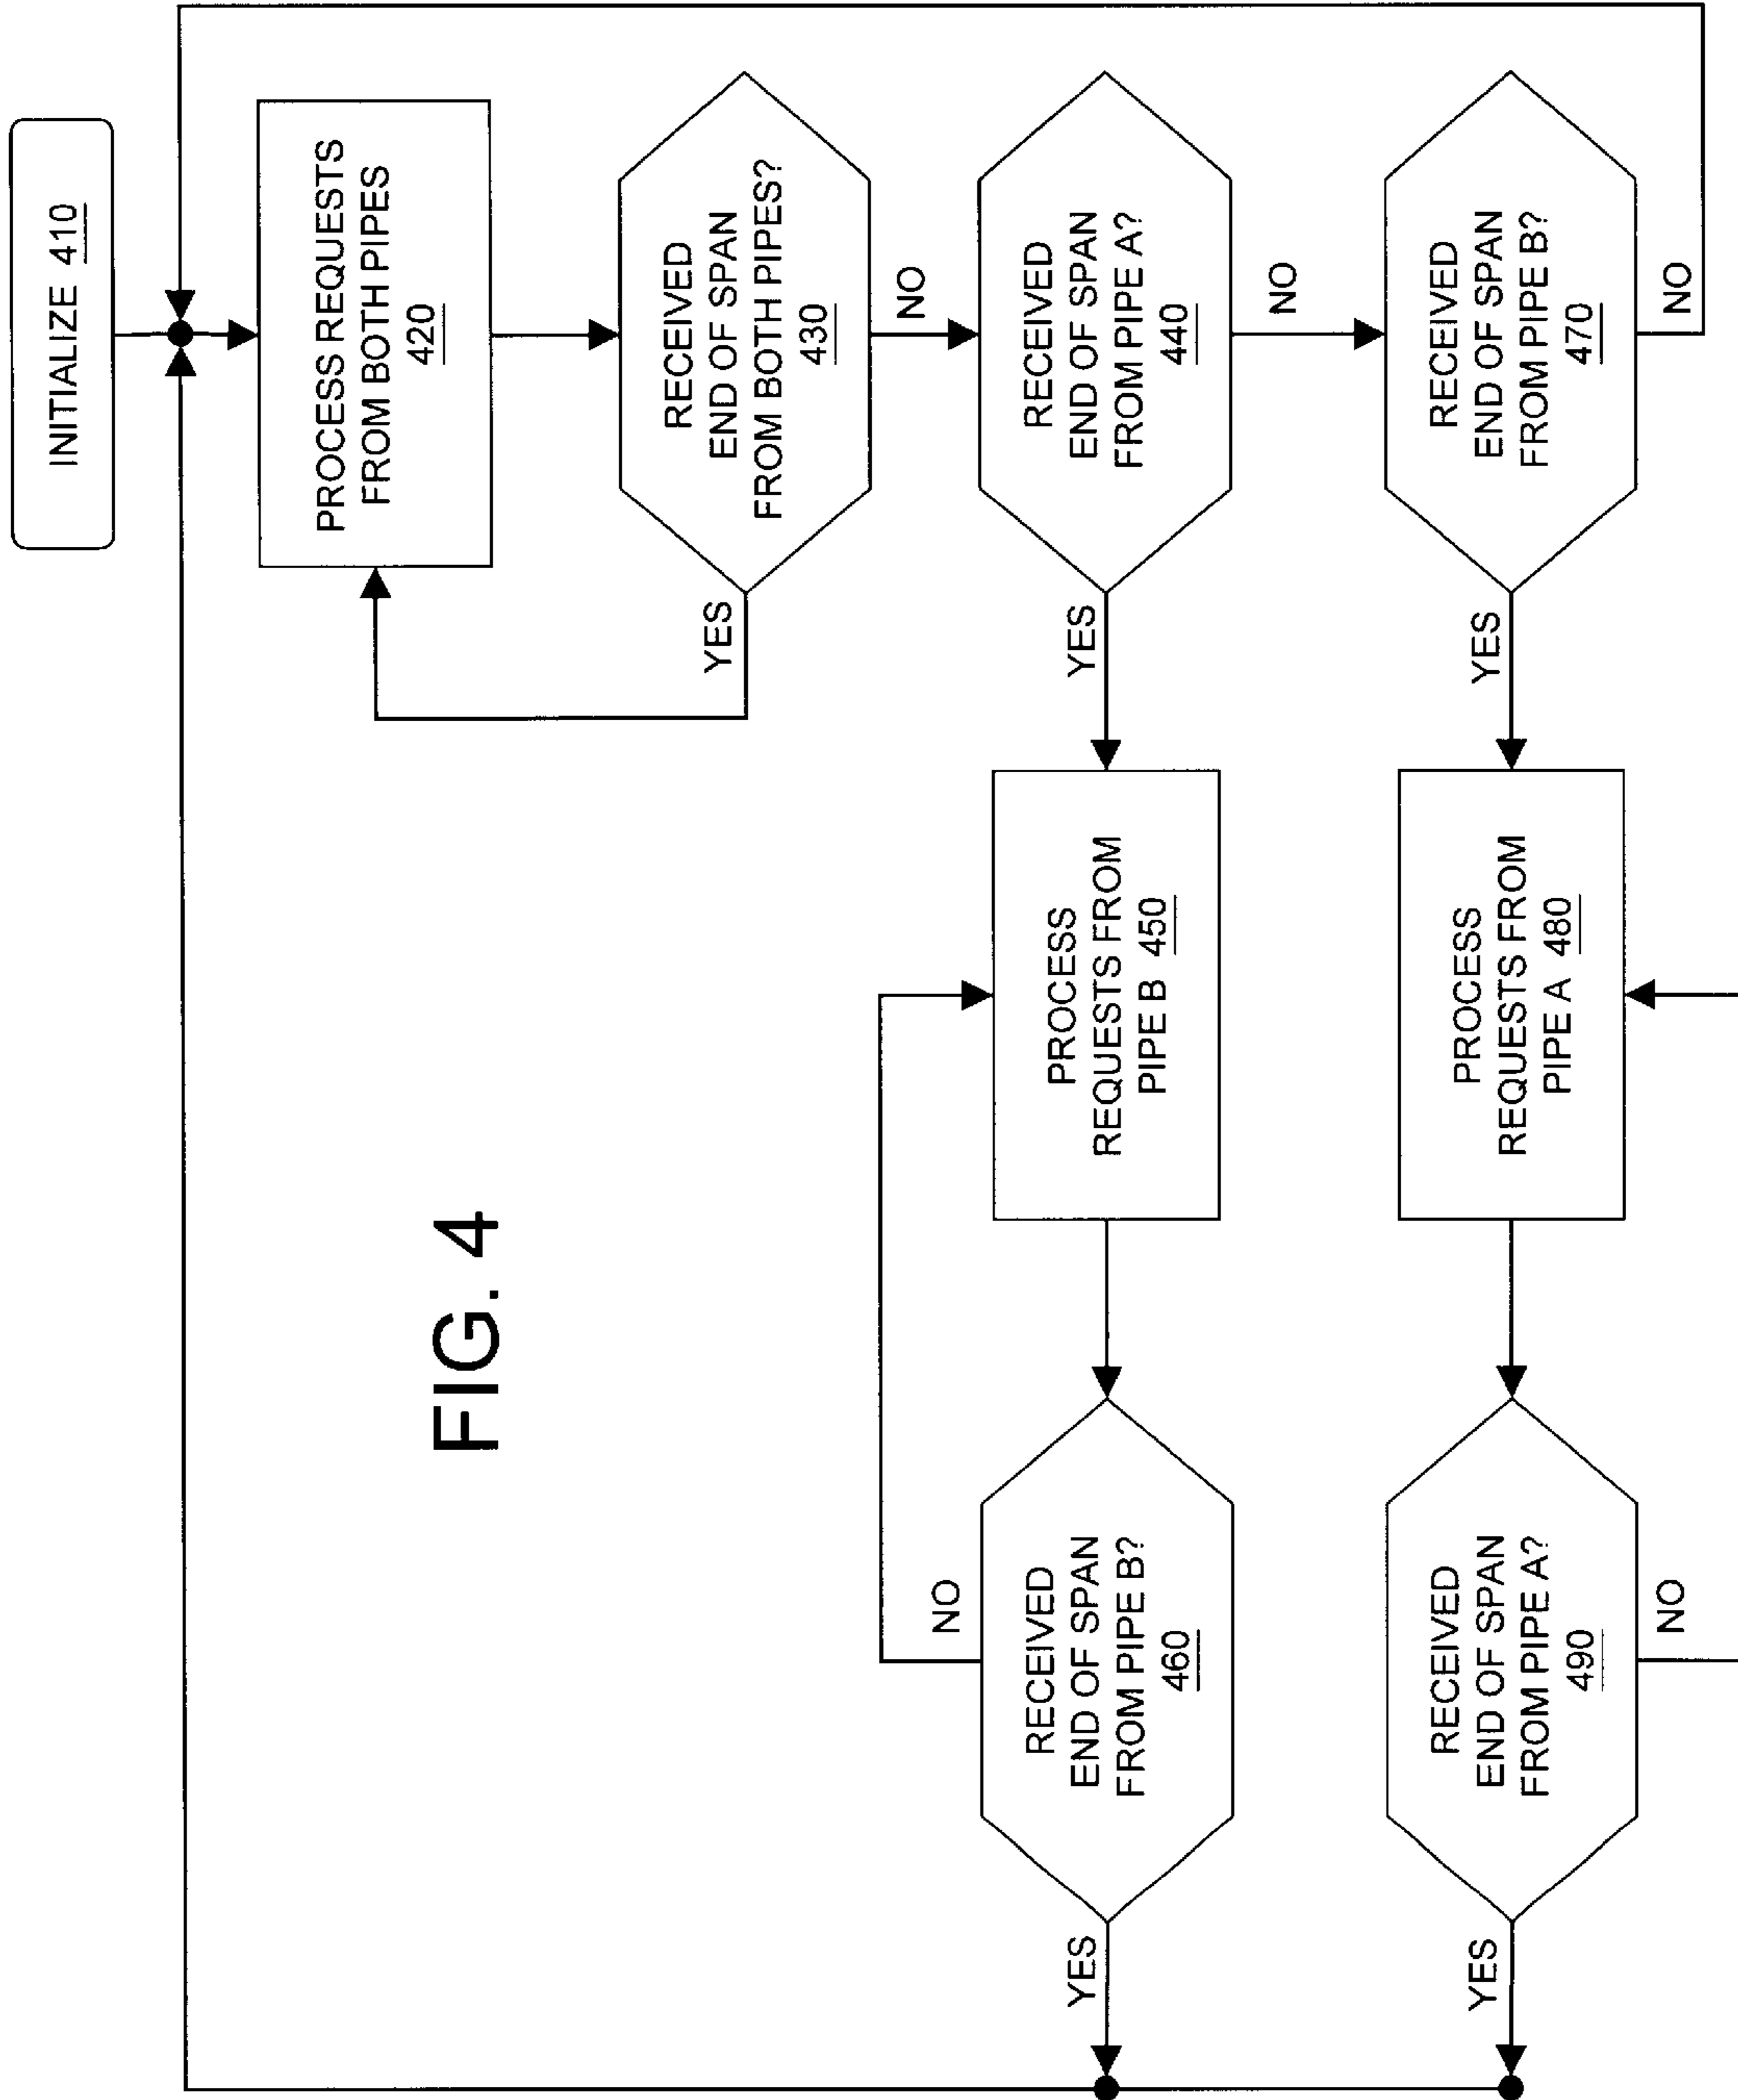 INITIALIZE 410
PROCESS REQUESTS
FROM BOTH PIPES
420
RECEIVED
END OF SPAN
FROM BOTH PIPES?
430
YES
NO
RECEIVED
END OF SPAN
FROM PIPE A?
440
YES
NO
PROCESS
REQUESTS FROM
PIPE B 450
RECEIVED
END OF SPAN
FROM PIPE B?
460
NO
YES
RECEIVED
END OF SPAN
FROM PIPE B?
470
YES
NO
PROCESS
REQUESTS FROM
PIPE A 480
RECEIVED
END OF SPAN
FROM PIPE A?
490
NO
YES
FIG. 4